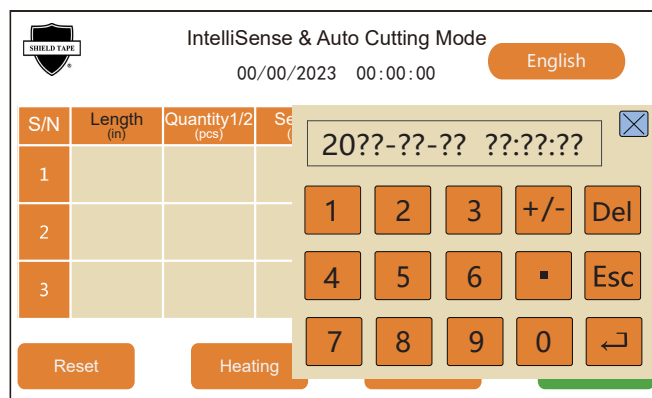 SHIELD TAPE
®
IntelliSense & Auto Cutting Mode
00/00/2023 00:00:00
English
S/N Length Quantity1/2 Se
(in) (pcs) (
20??-??-?? ??:??:??
1
2
3
1 2 3 +/- Del
4 5 6 . Esc
7 8 9 0 ↵
Reset Heating